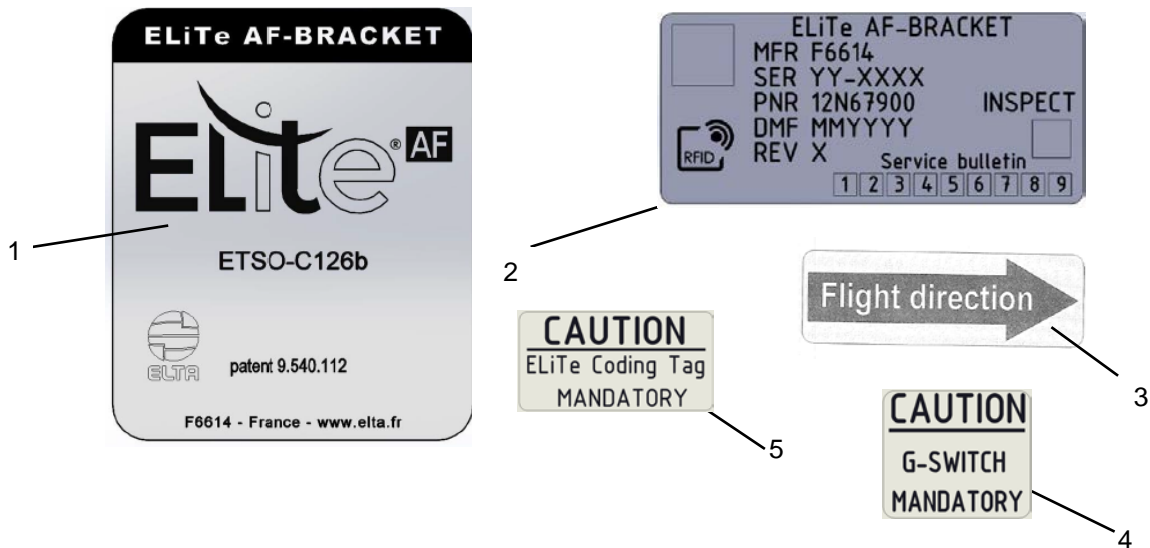 ELiTe AF-BRACKET
ELite® AF
ETSO-C126b
ELTA
patent 9.540.112
F6614 - France - www.elta.fr
1
ELiTe AF-BRACKET
MFR F6614
SER YY-XXXX
PNR 12N67900 INSPECT
DMF MMYYYY
REV X
RFID
Service bulletin
1 2 3 4 5 6 7 8 9
2
Flight direction
3
CAUTION
ELiTe Coding Tag
MANDATORY
5
CAUTION
G-SWITCH
MANDATORY
4